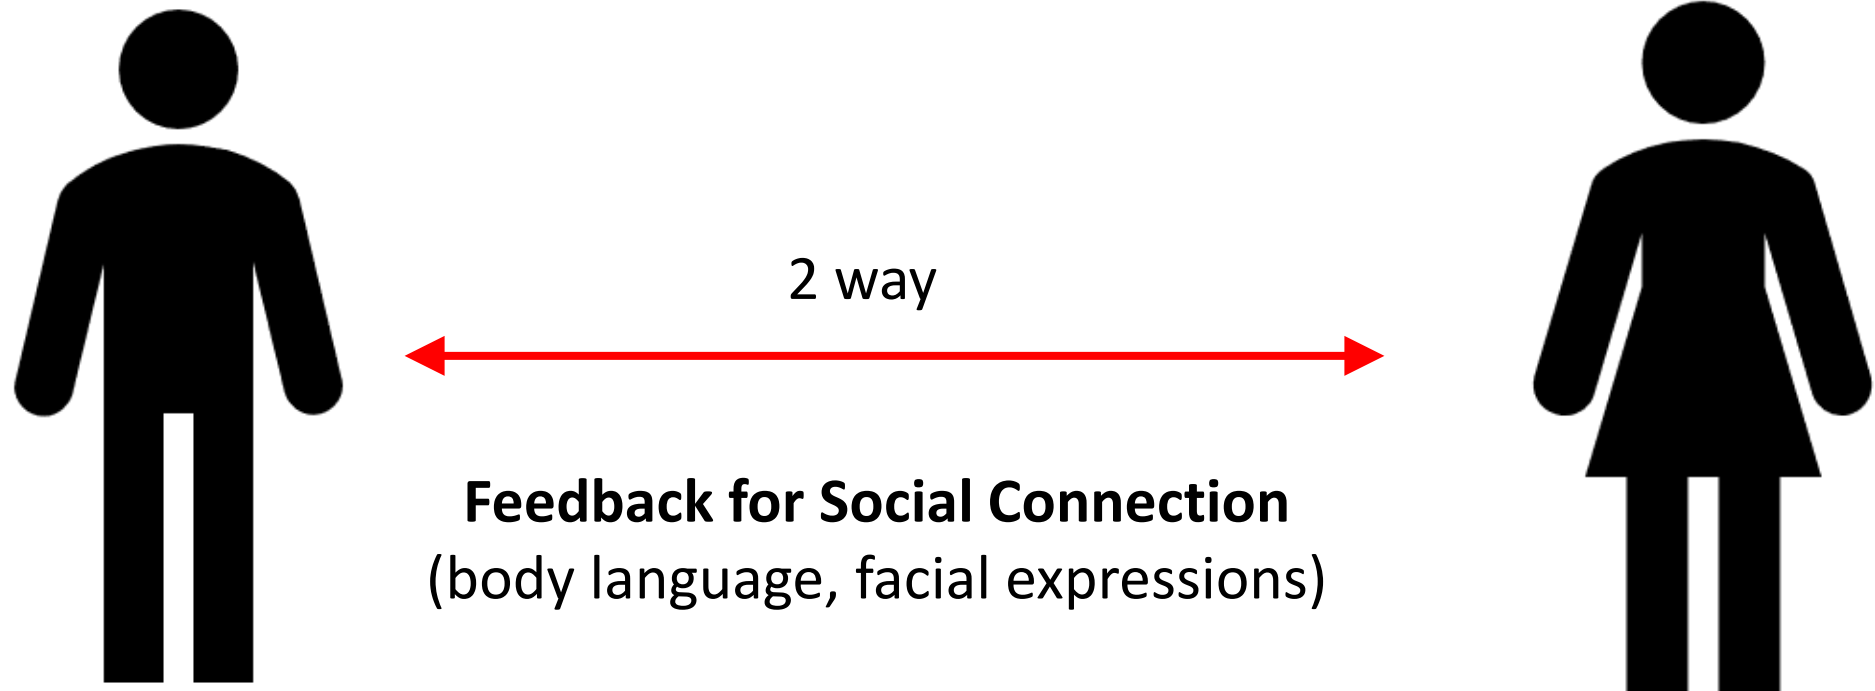 2 way
Feedback for Social Connection
(body language, facial expressions)